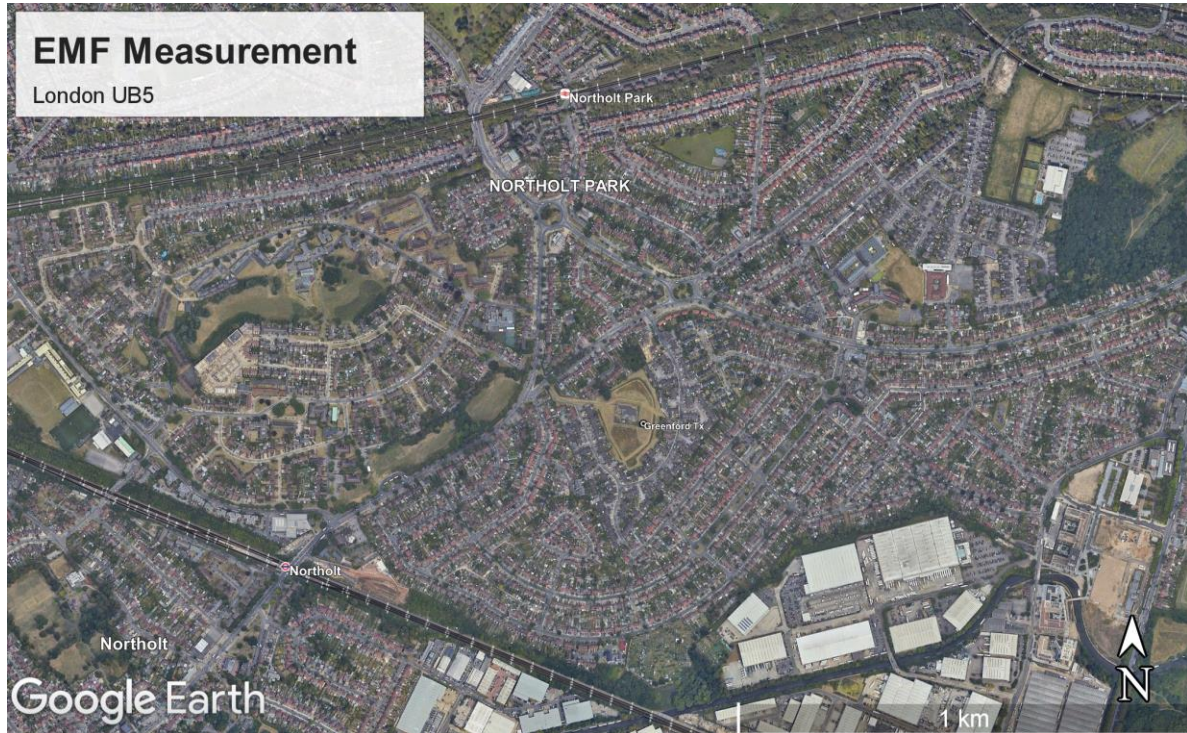 EMF Measurement
London UB5
Northolt Park
NORTHOLT PARK
Greenford Tx
Northolt
Northolt
Google Earth
1 km
N